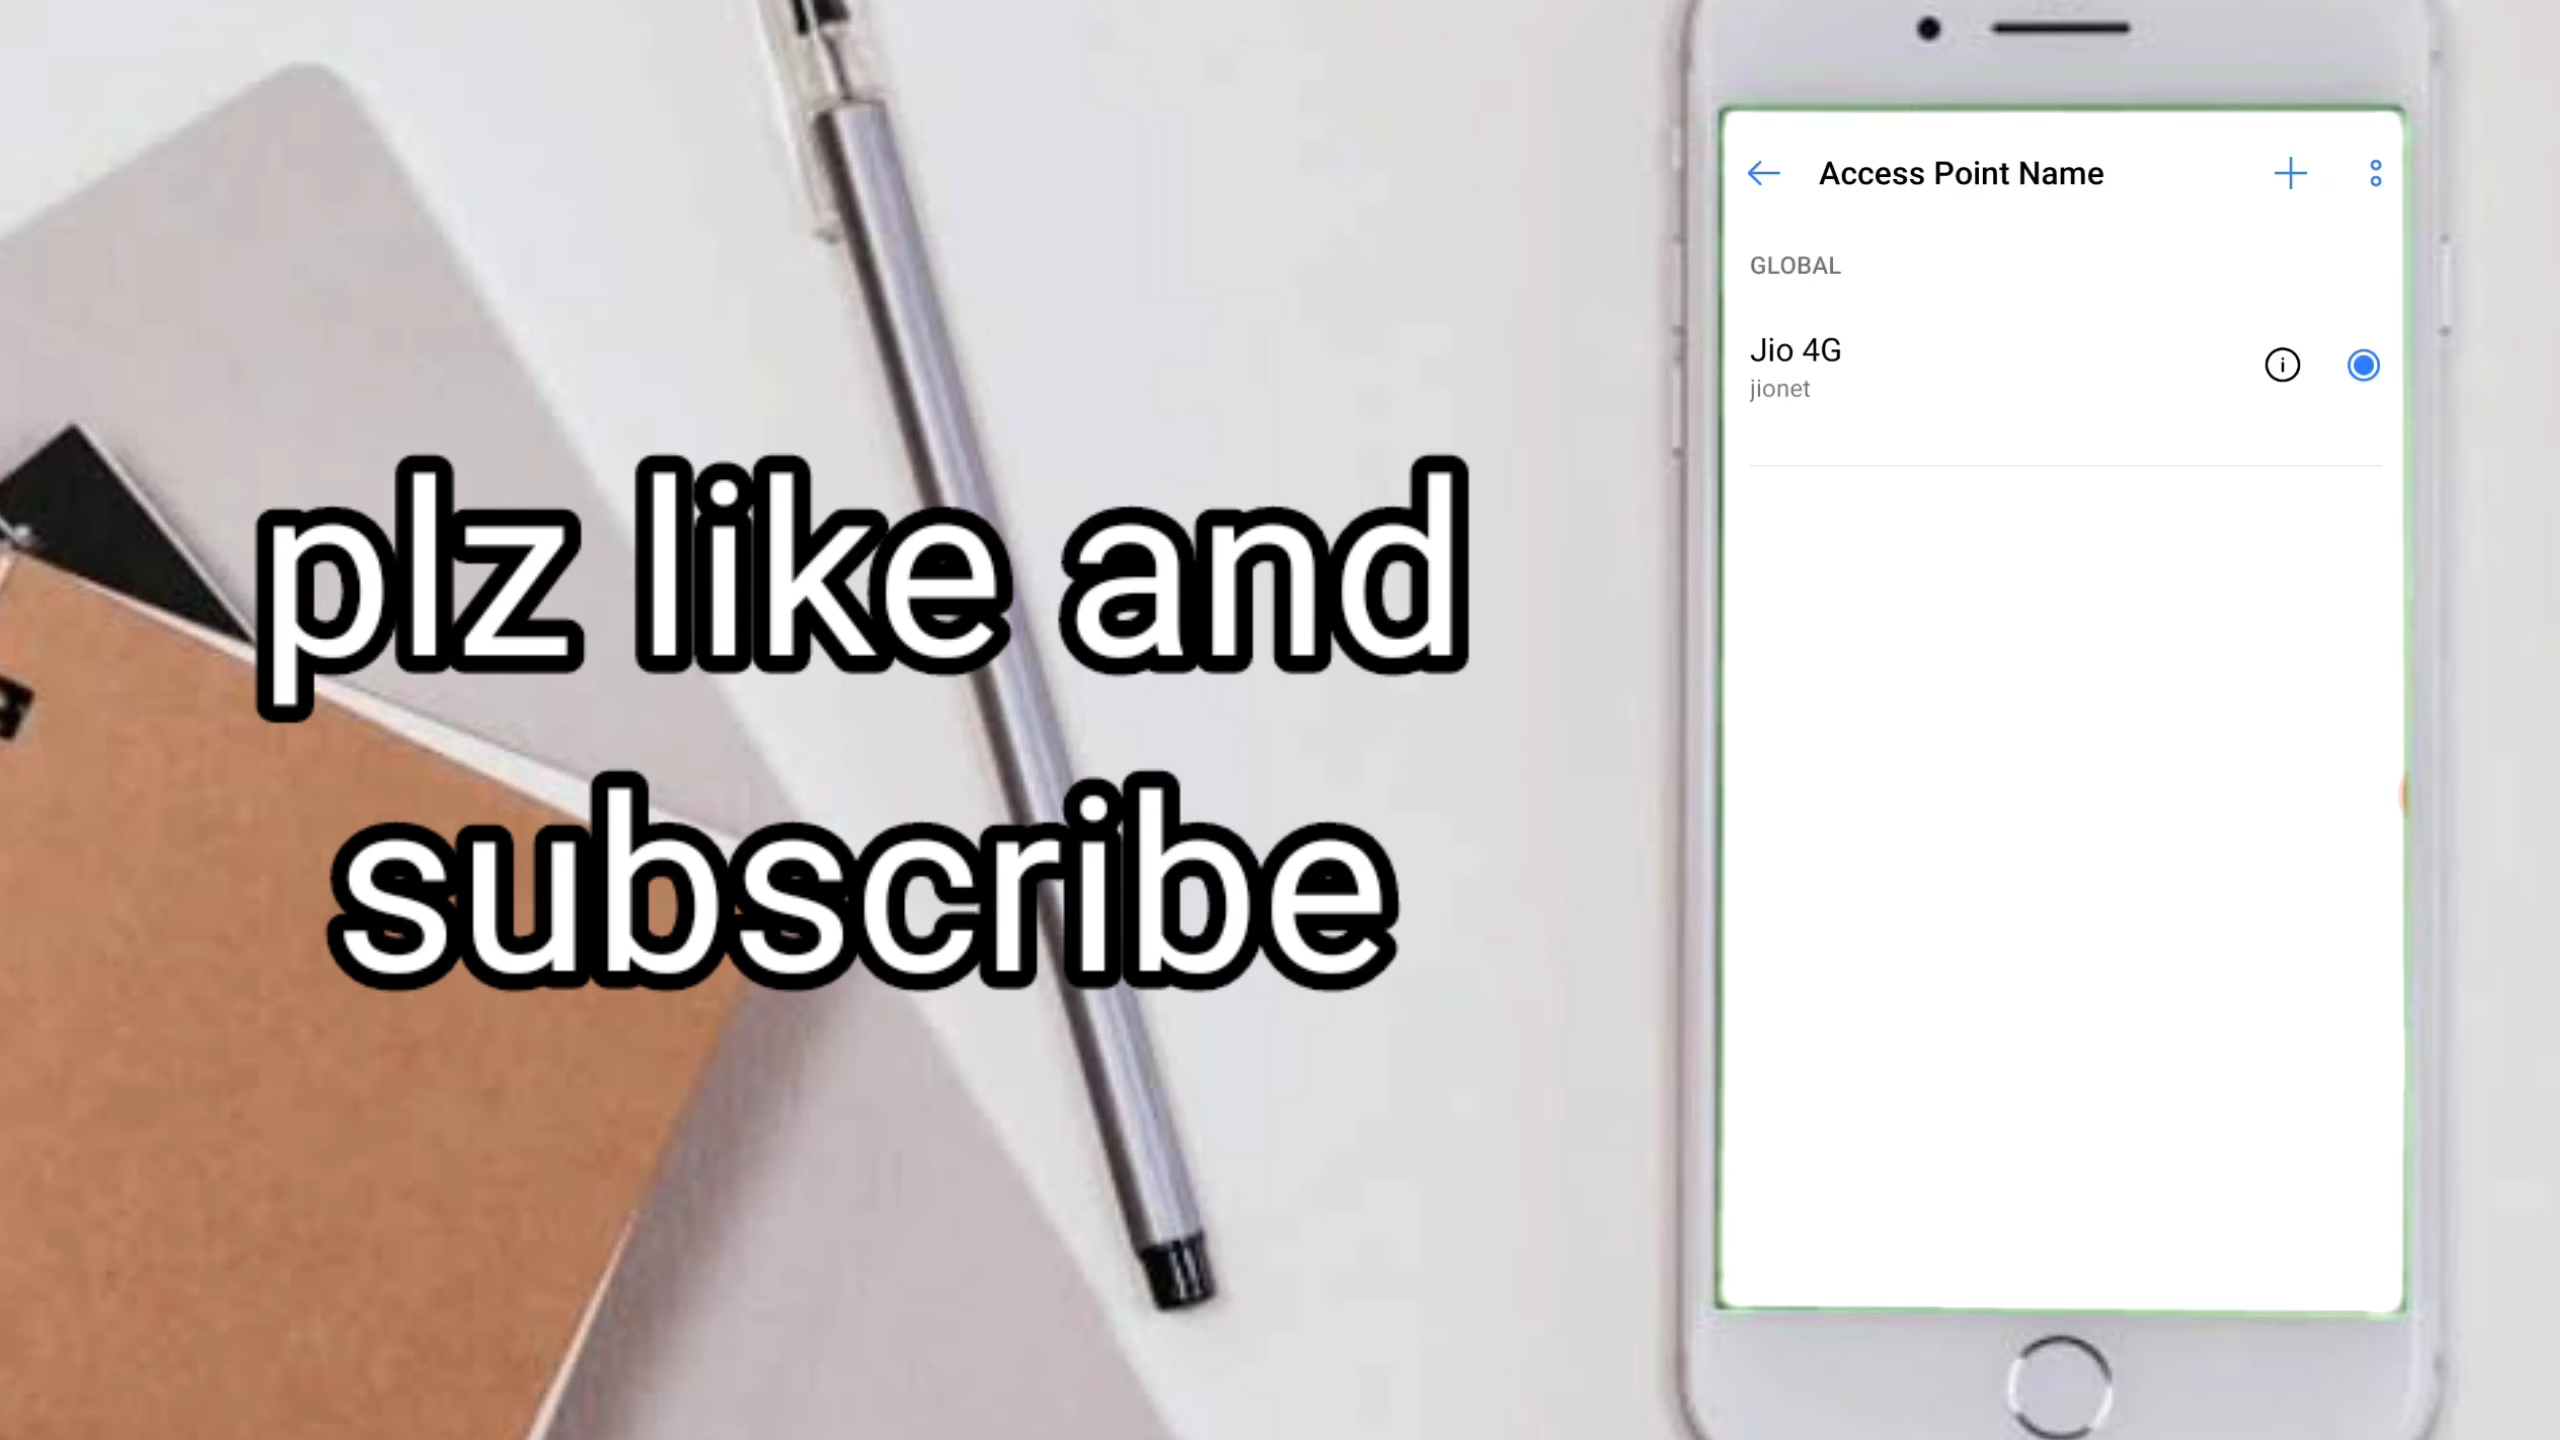 plz like and
subscribe
Access Point Name
GLOBAL
Jio 4G
jionet